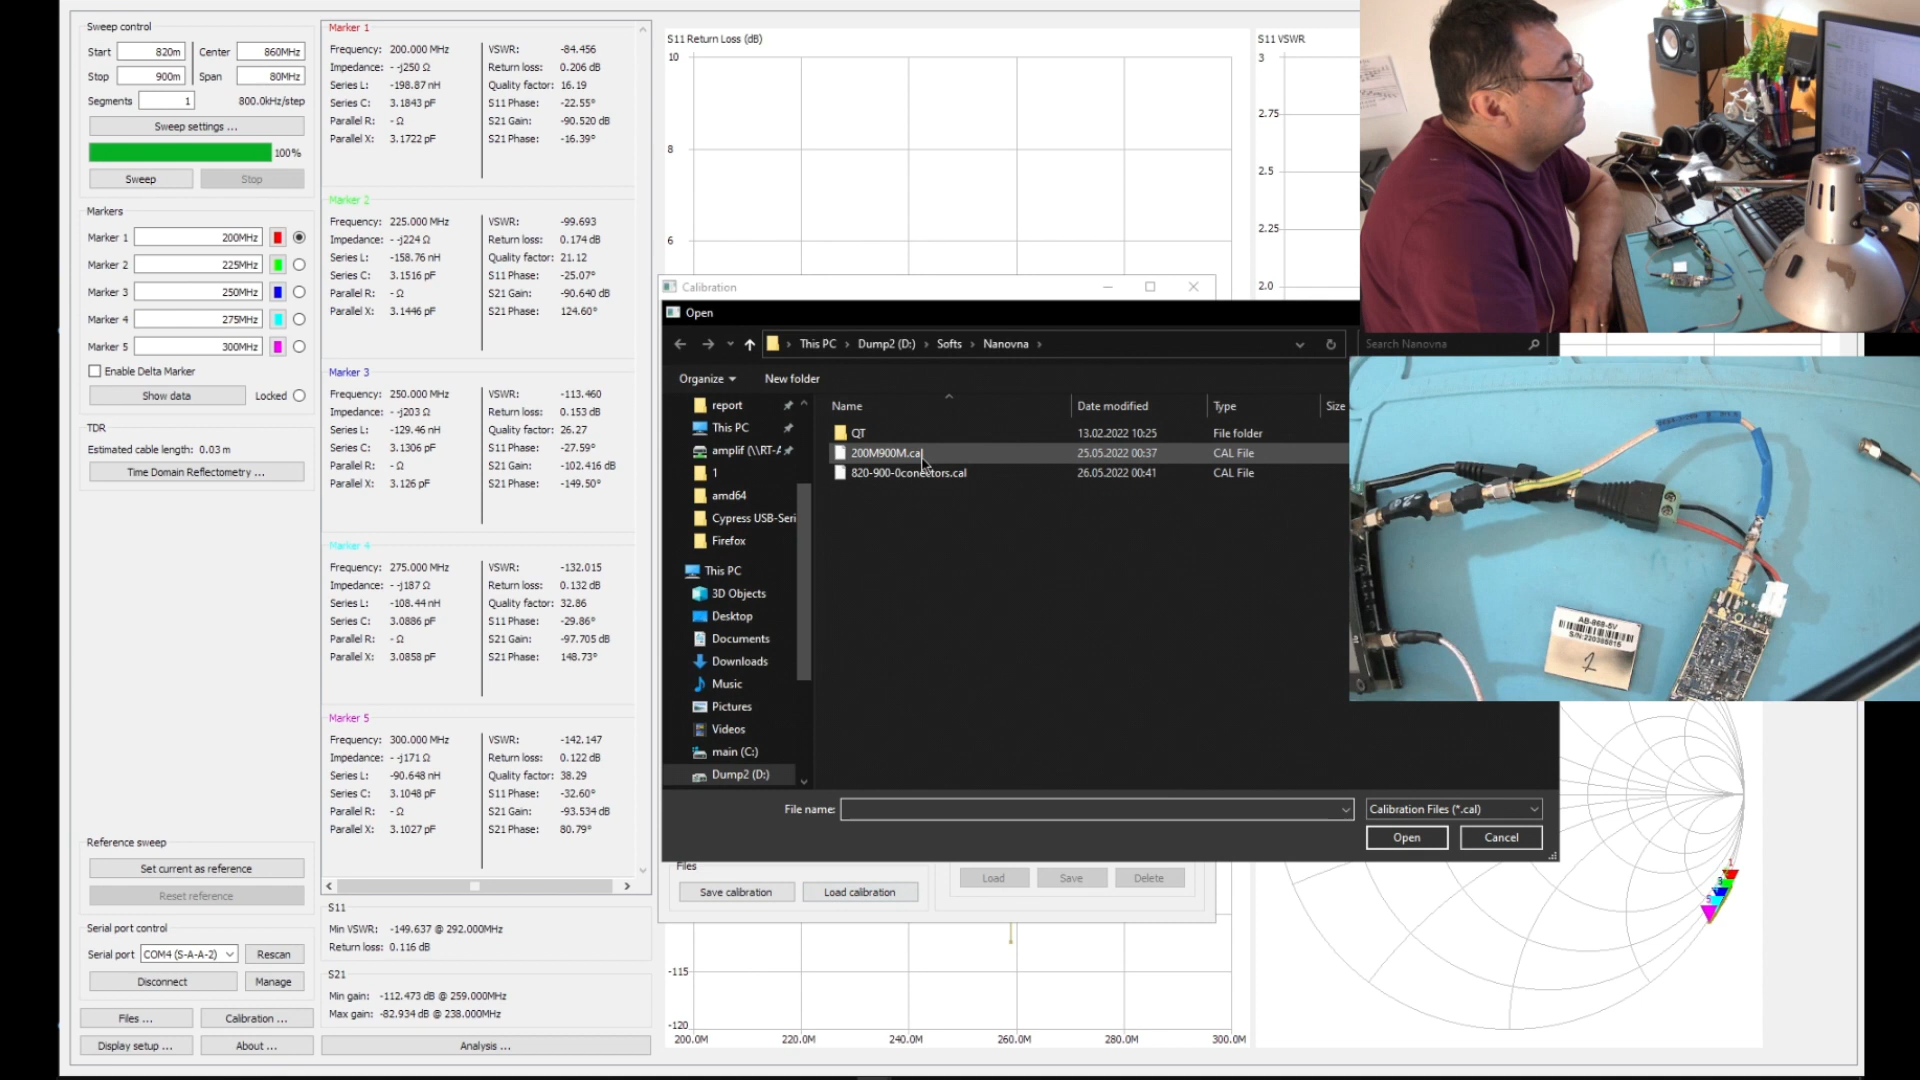 Sweep control
Start 820m Center 860MHz
Stop 900m Span 80MHz
Segments 1 800.0kHz/step
Sweep settings ...
100%
Sweep Stop
Markers
Marker 1 200MHz
Marker 2 225MHz
Marker 3 250MHz
Marker 4 275MHz
Marker 5 300MHz
Enable Delta Marker
Show data Locked
TDR
Estimated cable length: 0.03 m
Time Domain Reflectometry ...
Reference sweep
Set current as reference
Reset reference
Serial port control
Serial port COM4 (S-A-A-2) Rescan
Disconnect Manage
Files ... Calibration ...
Display setup ... About ...
Marker 1
Frequency: 200.000 MHz VSWR: -84.456
Impedance: - -j250 Ω Return loss: 0.206 dB
Series L: -198.87 nH Quality factor: 16.19
Series C: 3.1843 pF S11 Phase: -22.55°
Parallel R: - Ω S21 Gain: -90.520 dB
Parallel X: 3.1722 pF S21 Phase: -16.39°
Marker 2
Frequency: 225.000 MHz VSWR: -99.693
Impedance: - -j224 Ω Return loss: 0.174 dB
Series L: -158.76 nH Quality factor: 21.12
Series C: 3.1516 pF S11 Phase: -25.07°
Parallel R: - Ω S21 Gain: -90.640 dB
Parallel X: 3.1446 pF S21 Phase: 124.60°
Marker 3
Frequency: 250.000 MHz VSWR: -113.460
Impedance: - -j203 Ω Return loss: 0.153 dB
Series L: -129.46 nH Quality factor: 26.27
Series C: 3.1306 pF S11 Phase: -27.59°
Parallel R: - Ω S21 Gain: -102.416 dB
Parallel X: 3.126 pF S21 Phase: -149.50°
Marker 4
Frequency: 275.000 MHz VSWR: -132.015
Impedance: - -j187 Ω Return loss: 0.132 dB
Series L: -108.44 nH Quality factor: 32.86
Series C: 3.0886 pF S11 Phase: -29.86°
Parallel R: - Ω S21 Gain: -97.705 dB
Parallel X: 3.0858 pF S21 Phase: 148.73°
Marker 5
Frequency: 300.000 MHz VSWR: -142.147
Impedance: - -j171 Ω Return loss: 0.122 dB
Series L: -90.648 nH Quality factor: 38.29
Series C: 3.1048 pF S11 Phase: -32.60°
Parallel R: - Ω S21 Gain: -93.534 dB
Parallel X: 3.1027 pF S21 Phase: 80.79°
S11
Min VSWR: -149.637 @ 292.000MHz
Return loss: 0.116 dB
S21
Min gain: -112.473 dB @ 259.000MHz
Max gain: -82.934 dB @ 238.000MHz
Analysis ...
S11 Return Loss (dB)
10
8
6
S11 VSWR
3
2.75
2.5
2.25
2.0
Calibration
Open
This PC Dump2 (D:) Softs Nanovna
Search Nanovna
Organize New folder
report
This PC
amplif (\\RT-A
1
amd64
Cypress USB-Seri
Firefox
This PC
3D Objects
Desktop
Documents
Downloads
Music
Pictures
Videos
main (C:)
Dump2 (D:)
Name Date modified Type Size
QT 13.02.2022 10:25 File folder
200M900M.cal 25.05.2022 00:37 CAL File
820-900-0conectors.cal 26.05.2022 00:41 CAL File
File name: Calibration Files (*.cal)
Open Cancel
Files
Save calibration Load calibration
Load Save Delete
-115
-120
200.0M 220.0M 240.0M 260.0M 280.0M 300.0M
1
3
5
AB-868-5V
1